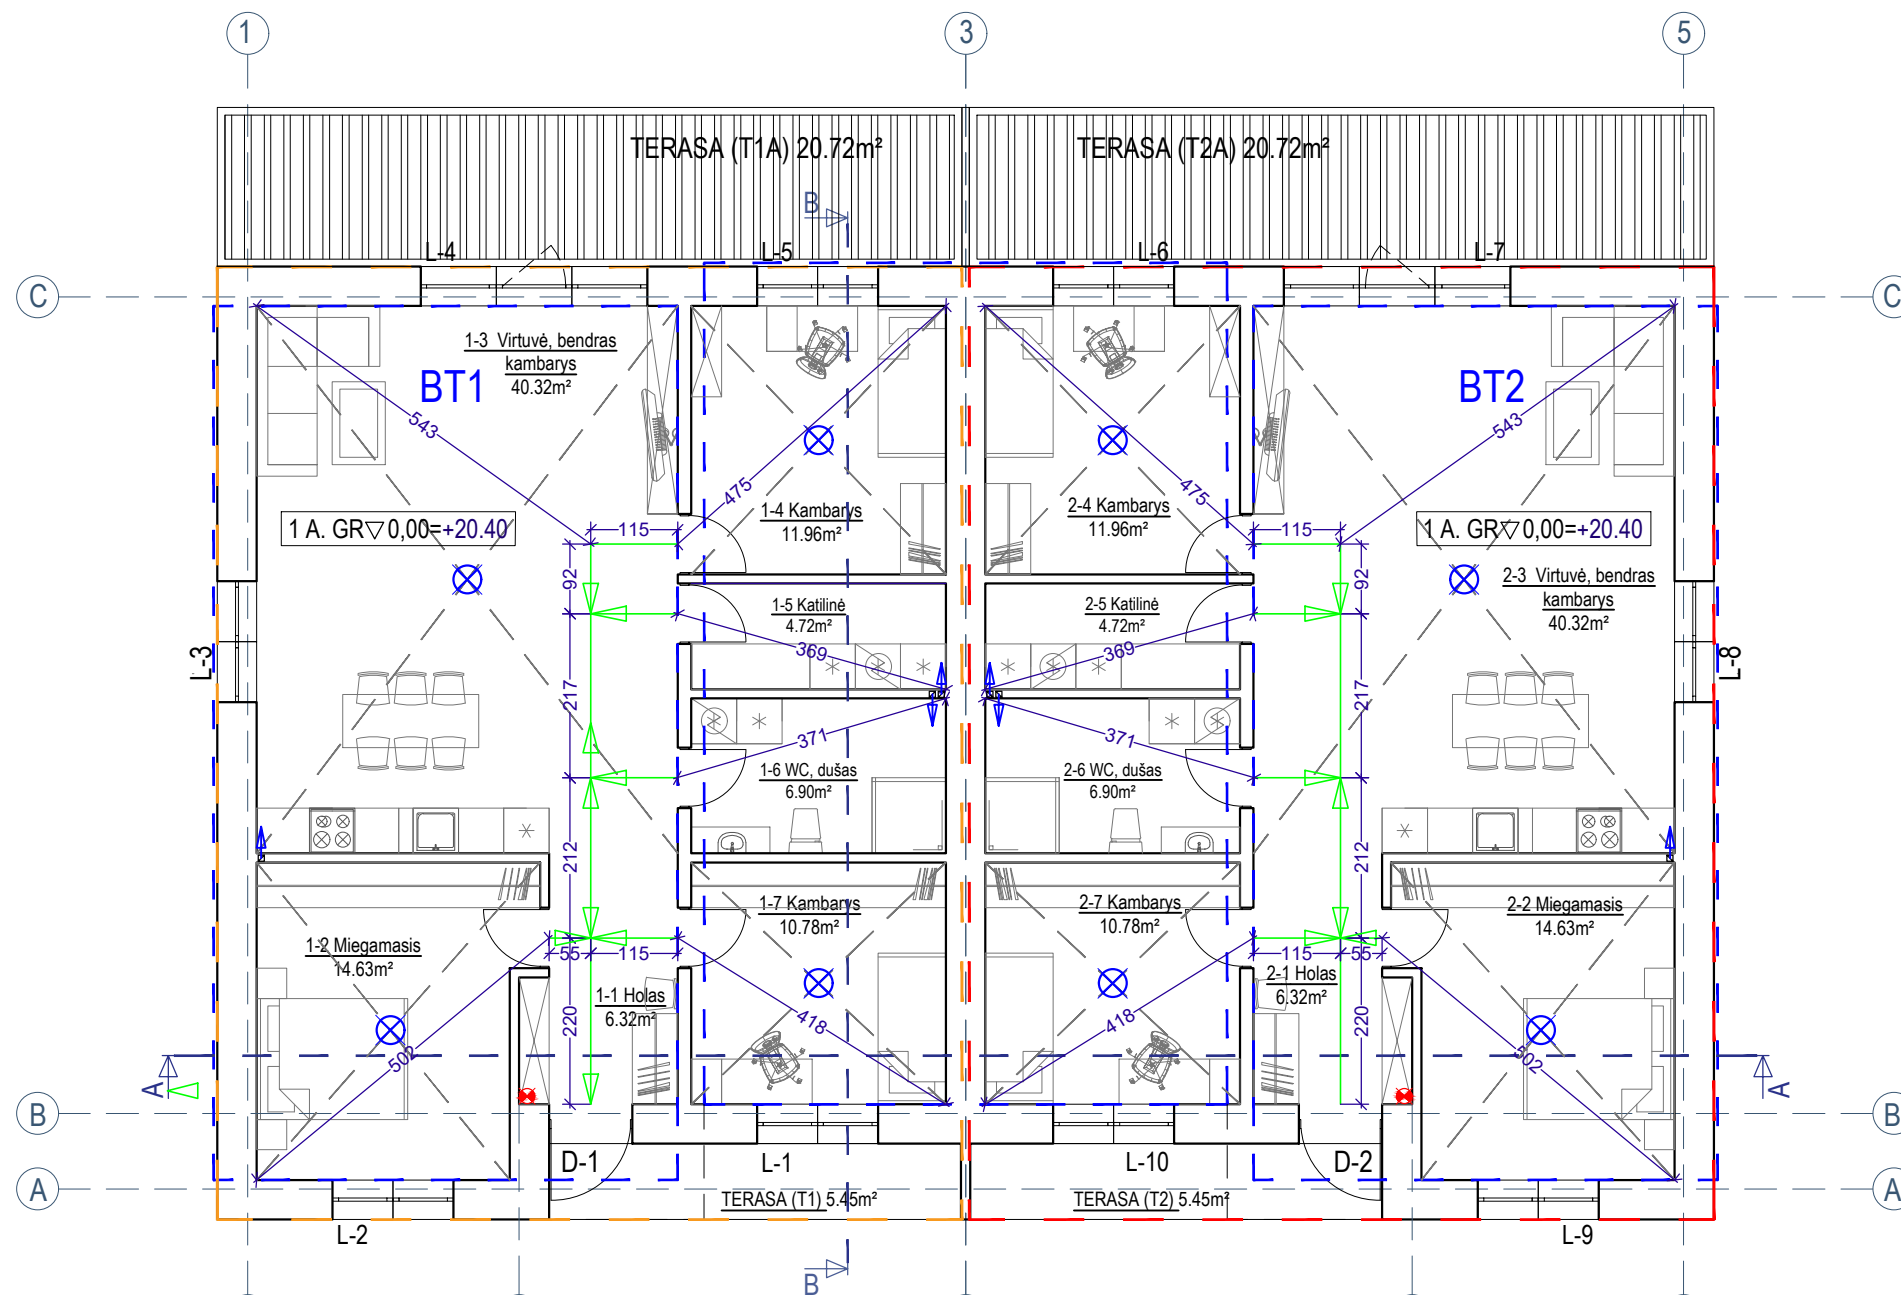 1
3
5
TERASA (T1A) 20.72m²
TERASA (T2A) 20.72m²
B
L-4
L-5
L-6
L-7
C
C
1-3 Virtuvė, bendras
kambarys
40.32m²
BT1
BT2
543
543
475
475
1-4 Kambarys
11.96m²
2-4 Kambarys
11.96m²
1 A. GR▽0,00=+20.40
1 A. GR▽0,00=+20.40
115
115
92
92
2-3 Virtuvė, bendras
kambarys
40.32m²
1-5 Katilinė
4.72m²
2-5 Katilinė
4.72m²
369
369
L-3
L-8
217
217
371
371
1-6 WC, dušas
6.90m²
2-6 WC, dušas
6.90m²
212
212
1-7 Kambarys
10.78m²
2-7 Kambarys
10.78m²
1-2 Miegamasis
14.63m²
2-2 Miegamasis
14.63m²
55
115
115
55
1-1 Holas
6.32m²
2-1 Holas
6.32m²
220
220
418
418
502
502
A
A
B
B
D-1
L-1
L-10
D-2
A
A
TERASA (T1) 5.45m²
TERASA (T2) 5.45m²
L-2
L-9
B